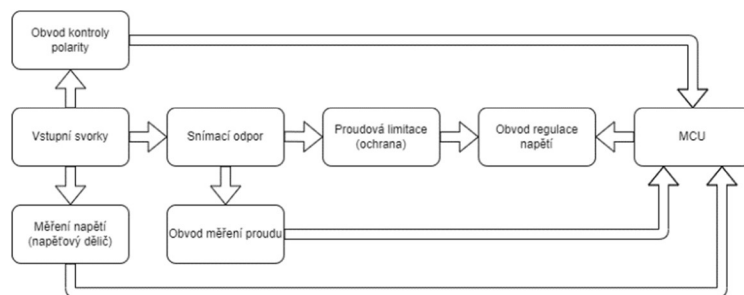 Obvod kontroly
polarity
Vstupní svorky
Snímací odpor
Proudová limitace
(ochrana)
Obvod regulace
napětí
MCU
Měření napětí
(napěťový dělič)
Obvod měření proudu